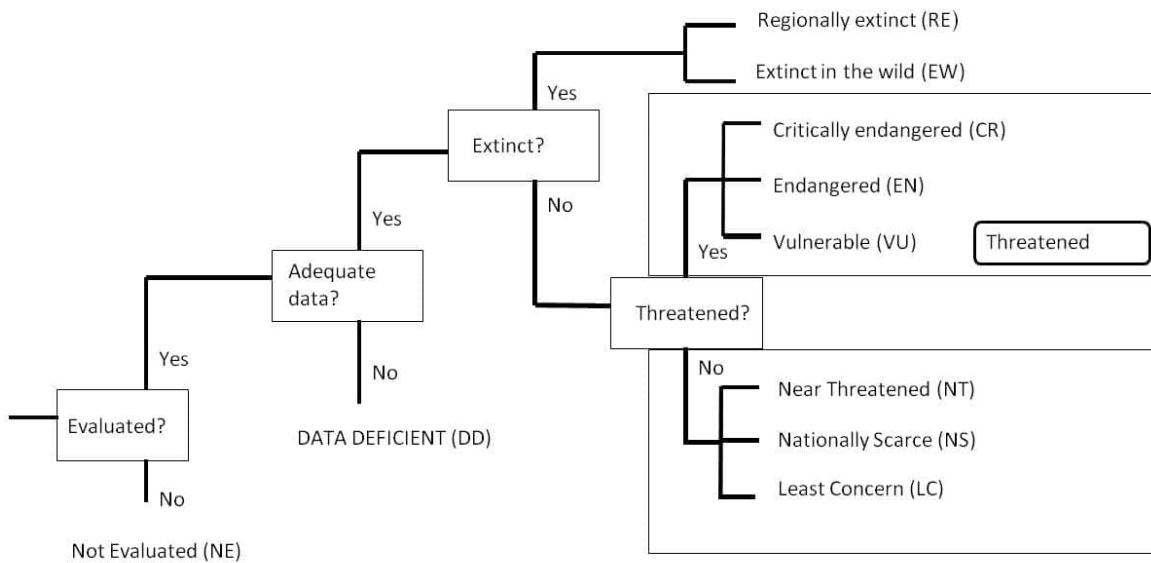 Regionally extinct (RE)
Extinct in the wild (EW)
Yes
Extinct?
Critically endangered (CR)
No
Endangered (EN)
Yes
Vulnerable (VU)
Threatened
Yes
Adequate
data?
Threatened?
Yes
No
No
Near Threatened (NT)
Evaluated?
DATA DEFICIENT (DD)
Nationally Scarce (NS)
No
Least Concern (LC)
Not Evaluated (NE)